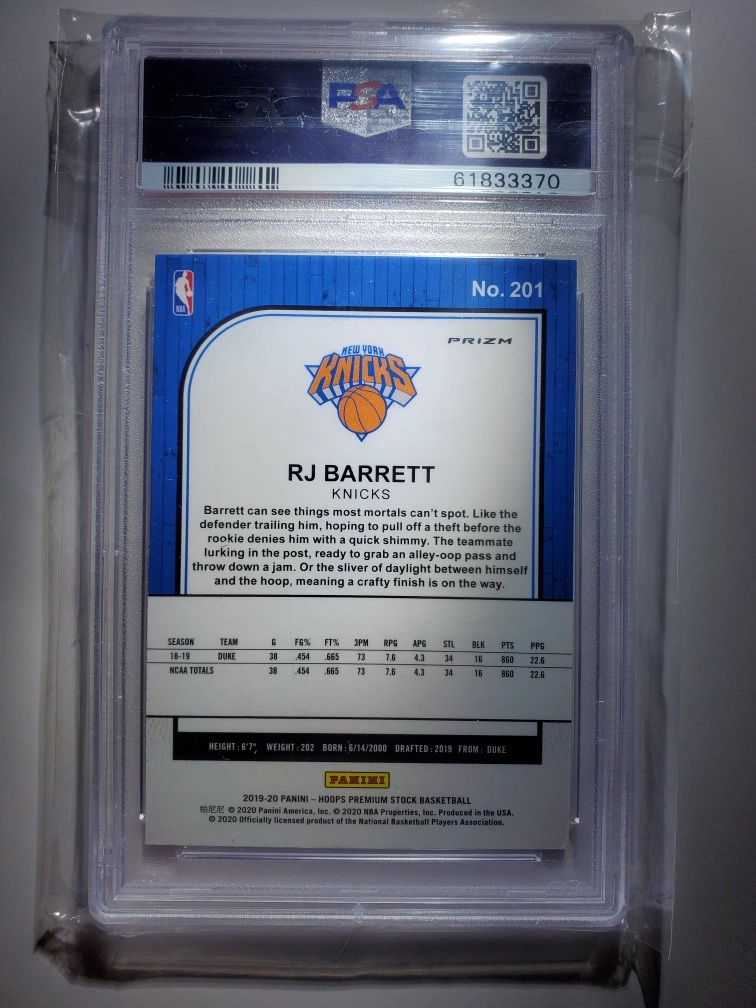 PSA
61833370
No. 201
NBA
PRIZM
NEW YORK
KNICKS
RJ BARRETT
KNICKS
Barrett can see things most mortals can't spot. Like the
defender trailing him, hoping to pull off a theft before the
rookie denies him with a quick shimmy. The teammate
lurking in the post, ready to grab an alley-oop pass and
throw down a jam. Or the sliver of daylight between himself
and the hoop, meaning a crafty finish is on the way.
SEASON TEAM G FG% FT% 3PM RPG APG STL BLK PTS PPG
18-19 DUKE 38 .454 .665 73 7.6 4.3 34 16 860 22.6
NCAA TOTALS 38 .454 .665 73 7.6 4.3 34 16 860 22.6
HEIGHT: 6'7", WEIGHT: 202 BORN: 6/14/2000 DRAFTED: 2019 FROM: DUKE
PANINI
2019-20 PANINI – HOOPS PREMIUM STOCK BASKETBALL
帕尼尼 © 2020 Panini America, Inc. © 2020 NBA Properties, Inc. Produced in the USA.
© 2020 Officially licensed product of the National Basketball Players Association.